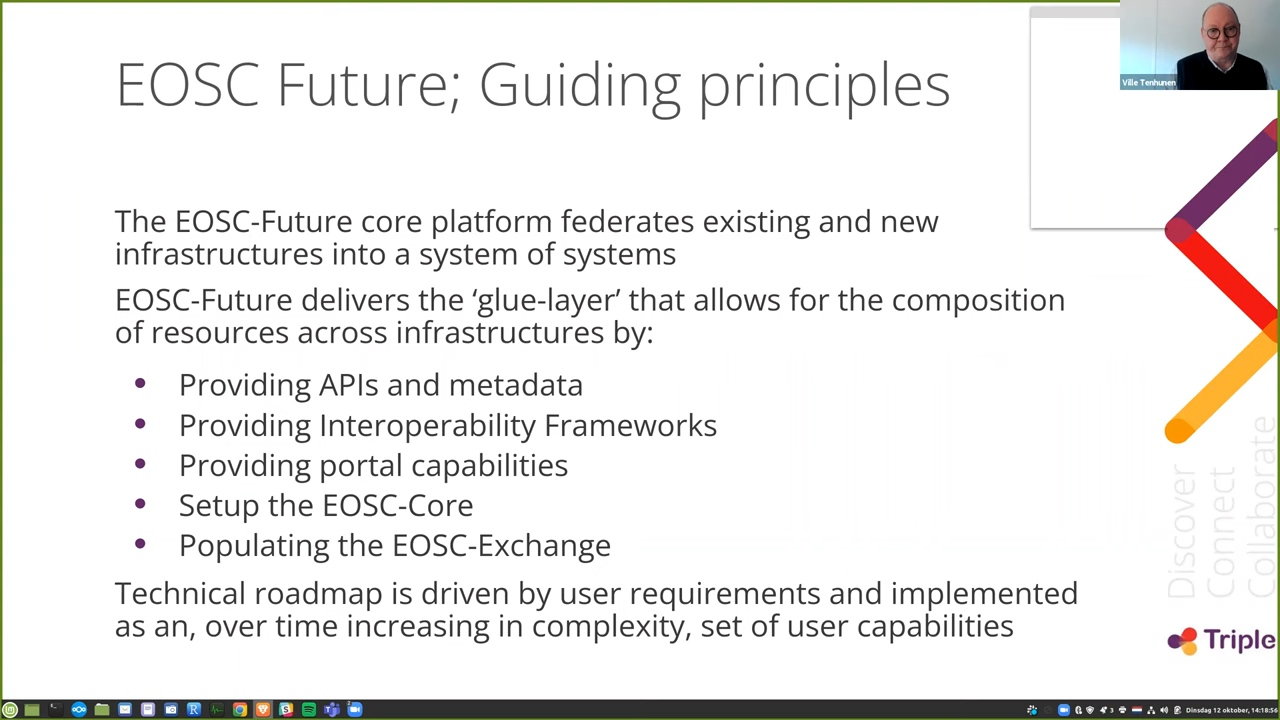 EOSC Future; Guiding principles
Ville Tenhunen
The EOSC-Future core platform federates existing and new
infrastructures into a system of systems
EOSC-Future delivers the ‘glue-layer’ that allows for the composition
of resources across infrastructures by:
• Providing APIs and metadata
• Providing Interoperability Frameworks
• Providing portal capabilities
• Setup the EOSC-Core
• Populating the EOSC-Exchange
Technical roadmap is driven by user requirements and implemented
as an, over time increasing in complexity, set of user capabilities
Discover
Connect
Collaborate
Triple
Dinsdag 12 oktober, 14:18:56